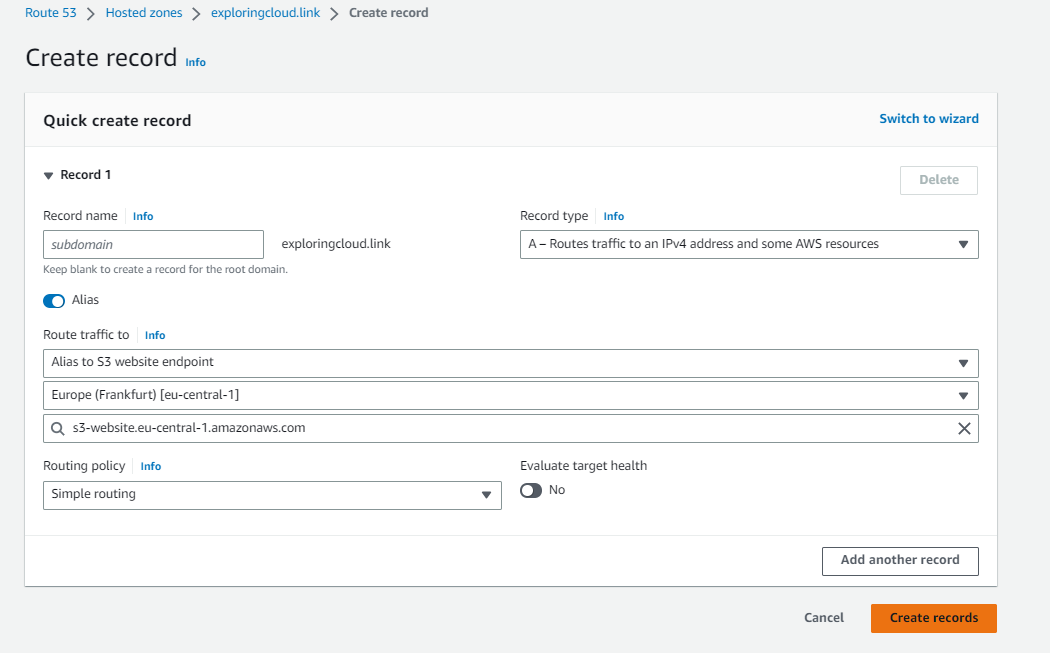 Route 53 > Hosted zones > exploringcloud.link > Create record
Create record Info
Quick create record Switch to wizard
Record 1 Delete
Record name Info Record type Info
subdomain exploringcloud.link A – Routes traffic to an IPv4 address and some AWS resources
Keep blank to create a record for the root domain.
Alias
Route traffic to Info
Alias to S3 website endpoint
Europe (Frankfurt) [eu-central-1]
s3-website.eu-central-1.amazonaws.com
Routing policy Info Evaluate target health
Simple routing No
Add another record
Cancel Create records